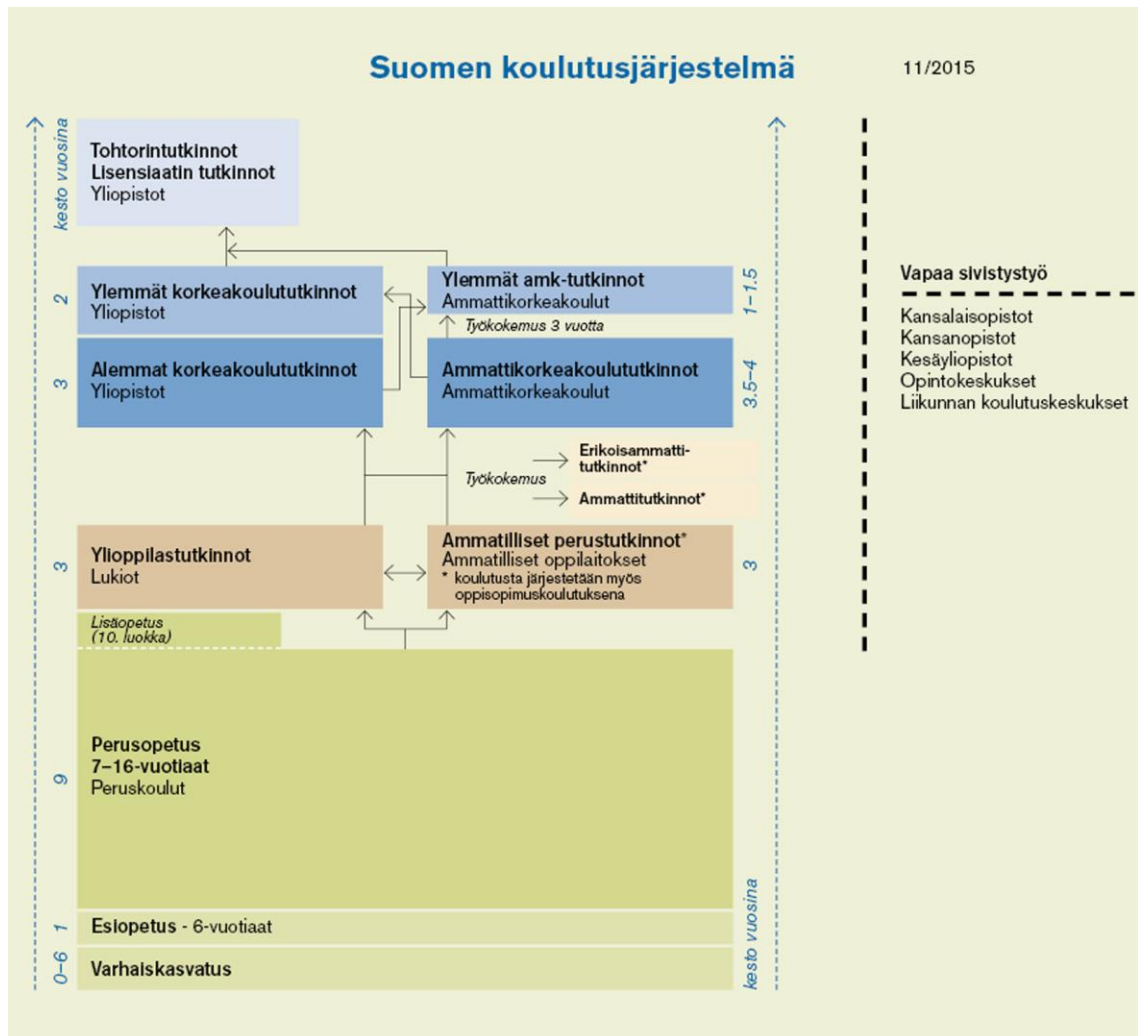 Suomen koulutusjärjestelmä
11/2015
kesto vuosina
Tohtorintutkinnot
Lisensiaatin tutkinnot
Yliopistot
2
Ylemmät korkeakoulututkinnot
Yliopistot
Ylemmät amk-tutkinnot
Ammattikorkeakoulut
1–1.5
Työkokemus 3 vuotta
3
Alemmat korkeakoulututkinnot
Yliopistot
Ammattikorkeakoulututkinnot
Ammattikorkeakoulut
3.5–4
Työkokemus
Erikoisammatti-
tutkinnot*
Ammattitutkinnot*
3
Ylioppilastutkinnot
Lukiot
Ammatilliset perustutkinnot*
Ammatilliset oppilaitokset
* koulutusta järjestetään myös
oppisopimuskoulutuksena
3
Lisäopetus
(10. luokka)
9
Perusopetus
7–16-vuotiaat
Peruskoulut
1
Esiopetus - 6-vuotiaat
0–6
Varhaiskasvatus
kesto vuosina
Vapaa sivistystyö
Kansalaisopistot
Kansanopistot
Kesäyliopistot
Opintokeskukset
Liikunnan koulutuskeskukset